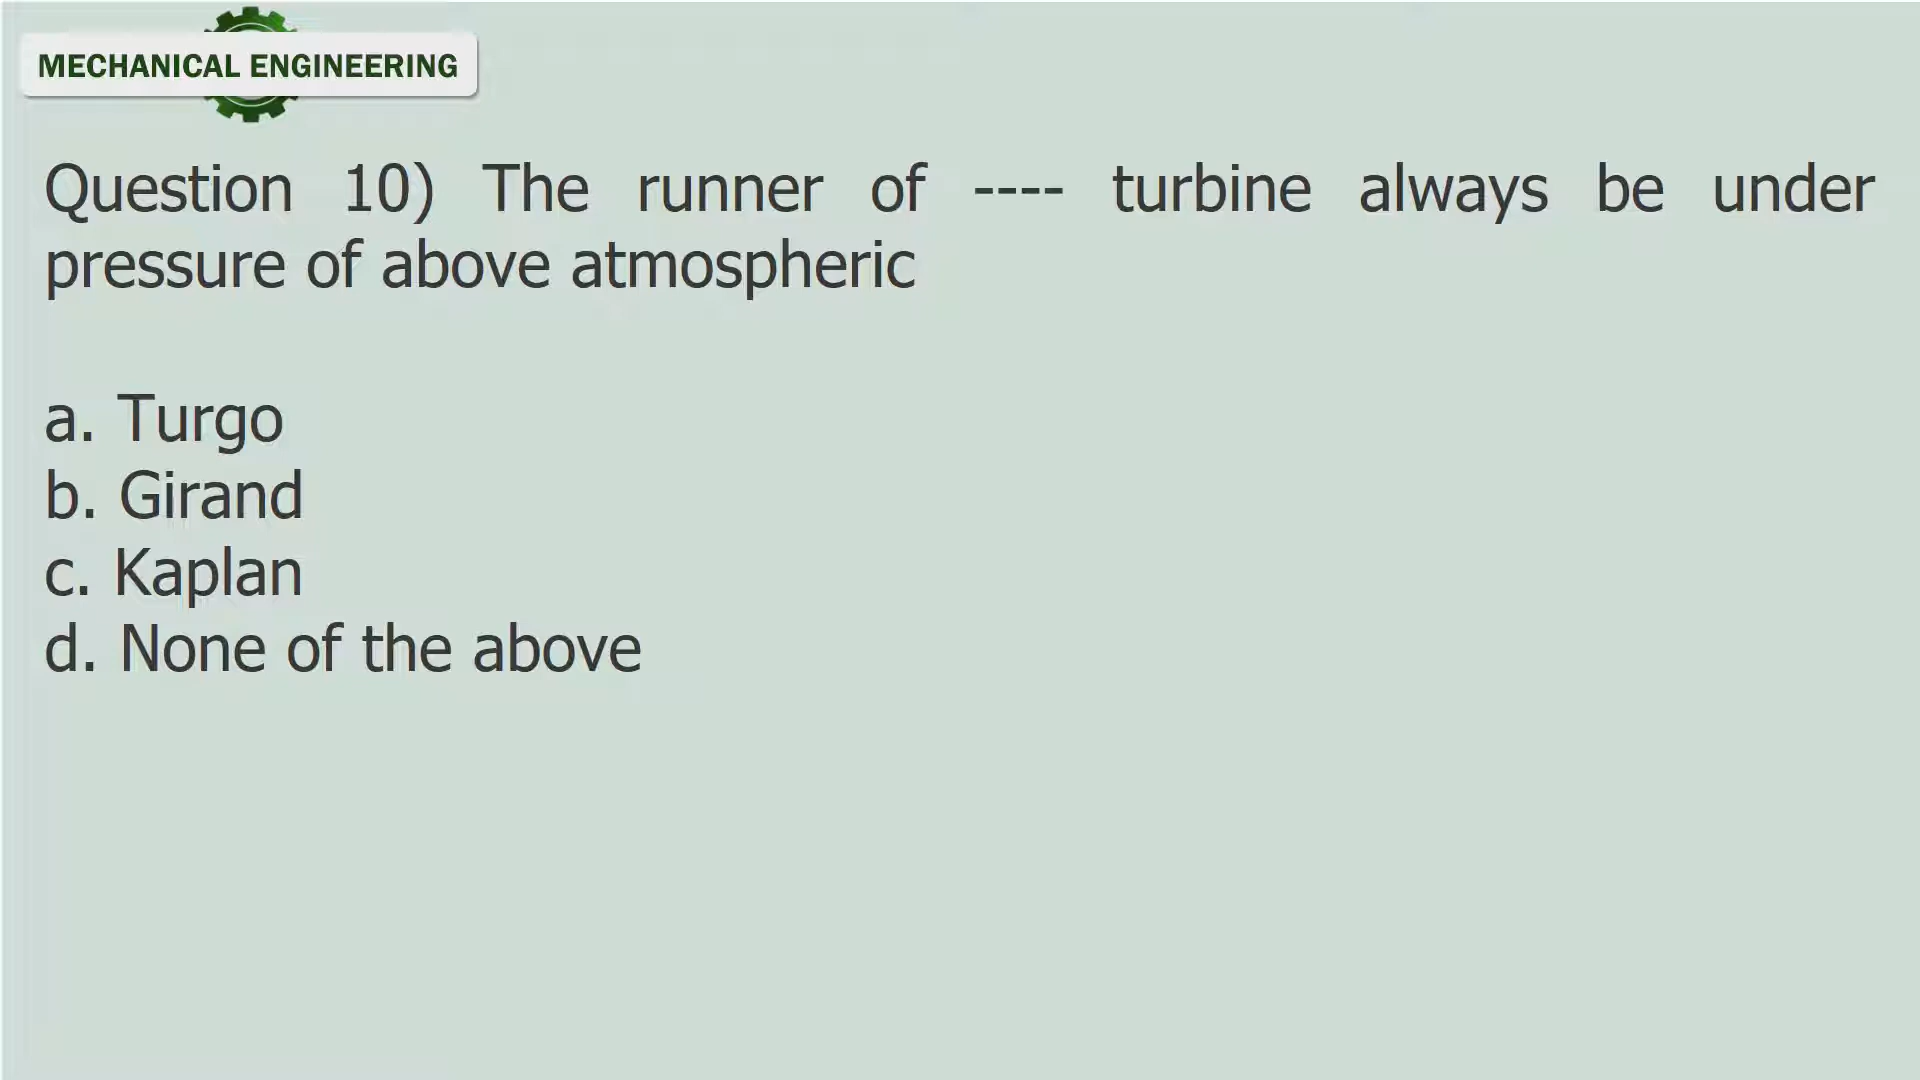 MECHANICAL ENGINEERING
Question 10) The runner of ---- turbine always be under
pressure of above atmospheric
a. Turgo
b. Girand
c. Kaplan
d. None of the above